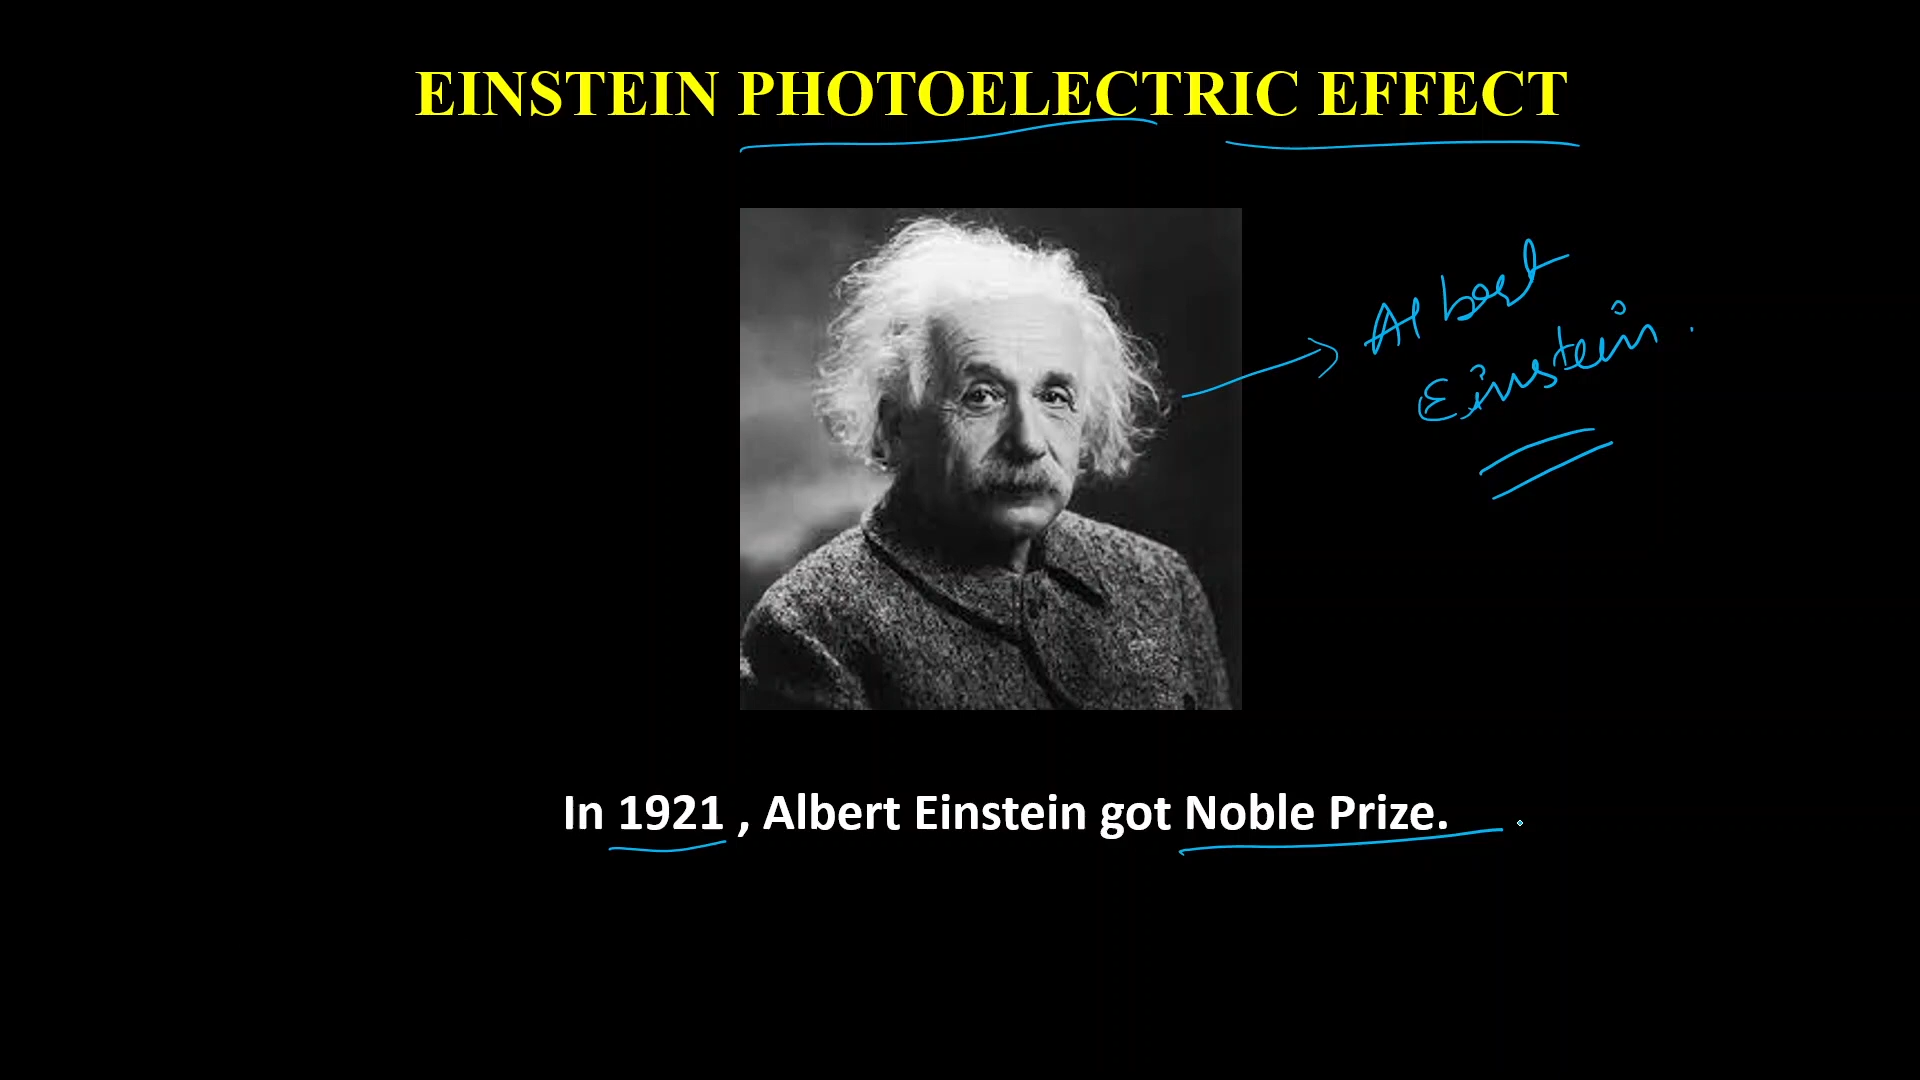 EINSTEIN PHOTOELECTRIC EFFECT
Albert
Einstein.
In 1921 , Albert Einstein got Noble Prize.